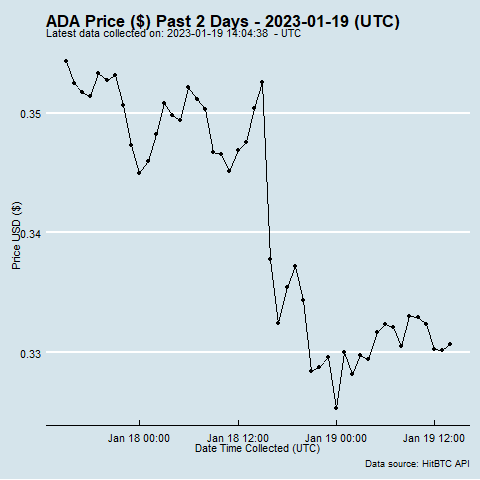 ADA Price ($) Past 2 Days - 2023-01-19 (UTC)
Latest data collected on: 2023-01-19 14:04:38 - UTC
0.35
0.34
0.33
Price USD ($)
Jan 18 00:00 Jan 18 12:00 Jan 19 00:00 Jan 19 12:00
Date Time Collected (UTC)
Data source: HitBTC API